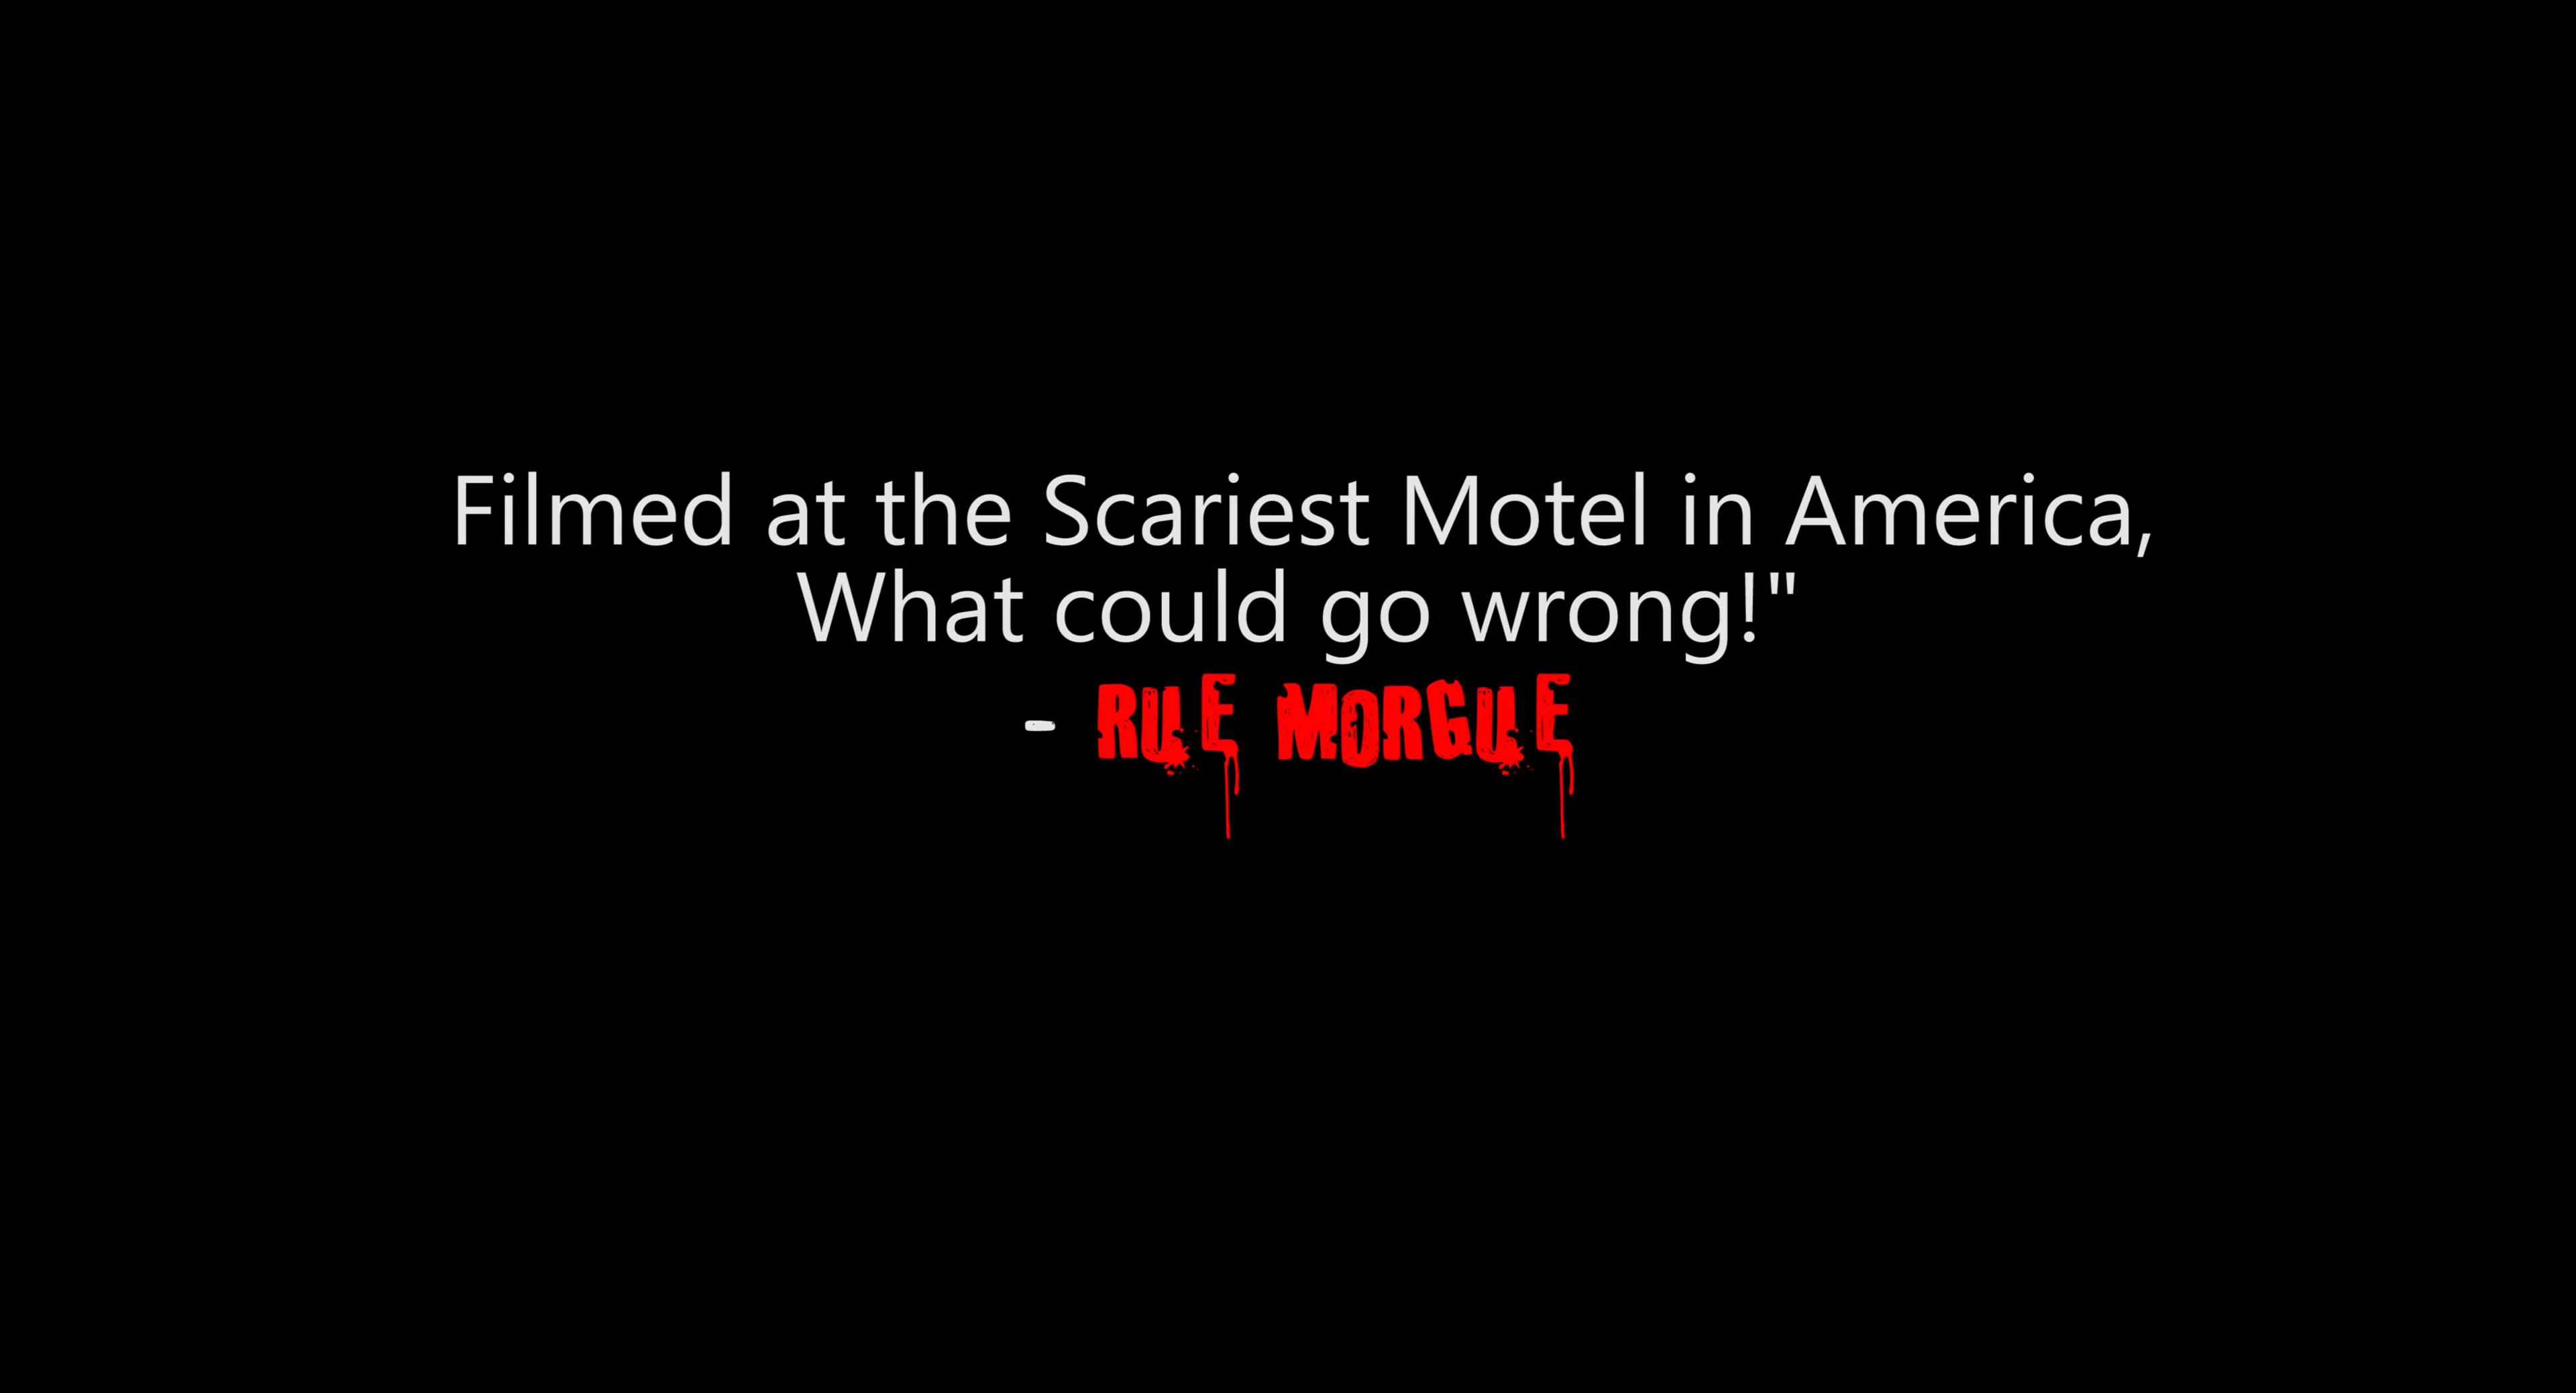 Filmed at the Scariest Motel in America,
What could go wrong!"
- RUE MORGUE